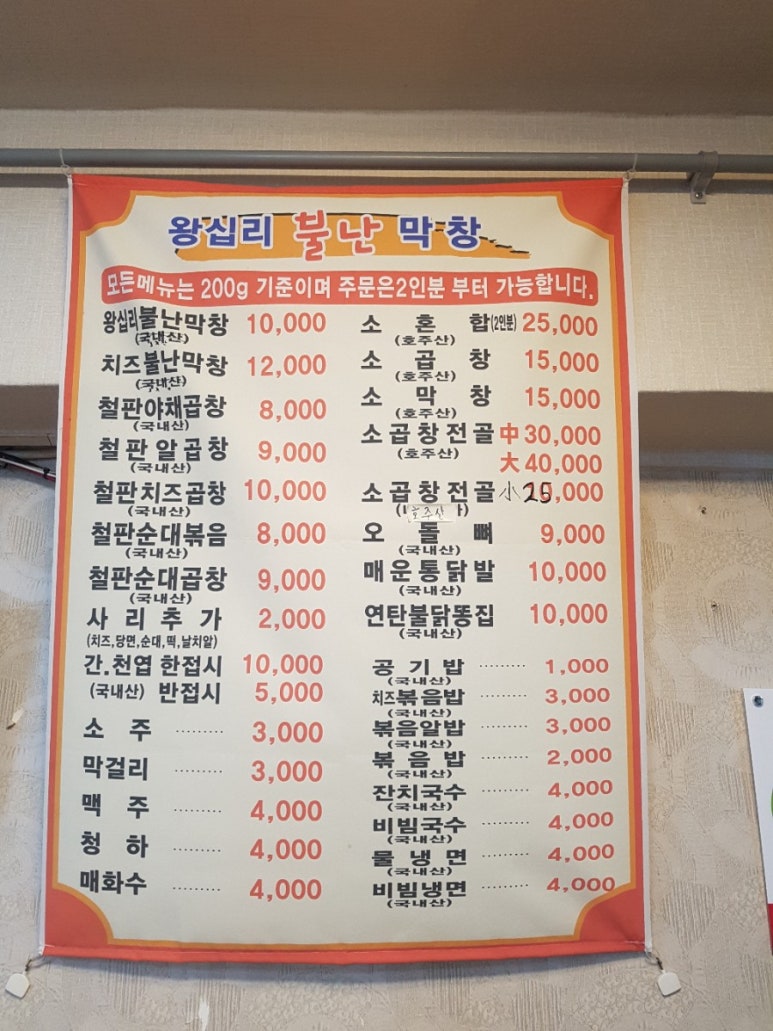 왕십리 불난 막창
모든메뉴는 200g 기준이며 주문은2인분 부터 가능합니다.
왕십리불난막창 10,000
(국내산)
치즈불난막창 12,000
(국내산)
철판야채곱창 8,000
(국내산)
철판알곱창 9,000
(국내산)
철판치즈곱창 10,000
(국내산)
철판순대볶음 8,000
(국내산)
철판순대곱창 9,000
(국내산)
사리추가 2,000
(치즈,당면,순대,떡,날치알)
간.천엽 한접시 10,000
(국내산) 반접시 5,000
소주 ········· 3,000
막걸리 ········· 3,000
맥주 ········· 4,000
청하 ········· 4,000
매화수 ········· 4,000
소혼합(2인분) 25,000
(호주산)
소곱창 15,000
(호주산)
소막창 15,000
(호주산)
소곱창전골 中 30,000
(호주산)
大 40,000
소곱창전골 小 25,000
호주산
오돌뼈 9,000
(국내산)
매운통닭발 10,000
(국내산)
연탄불닭똥집 10,000
(국내산)
공기밥 ········· 1,000
(국내산)
치즈볶음밥 ········· 3,000
(국내산)
볶음알밥 ········· 3,000
(국내산)
볶음밥 ········· 2,000
(국내산)
잔치국수 ········· 4,000
(국내산)
비빔국수 ········· 4,000
(국내산)
물냉면 ········· 4,000
(국내산)
비빔냉면 ········· 4,000
(국내산)